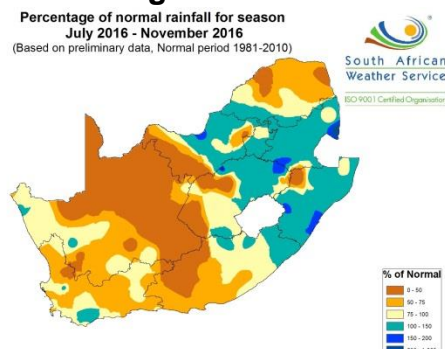 Percentage of normal rainfall for season
July 2016 - November 2016
(Based on preliminary data, Normal period 1981-2010)
South African
Weather Service
ISO 9001 Certified Organisation
% of Normal
0 - 50
50 - 75
75 - 100
100 - 150
150 - 200